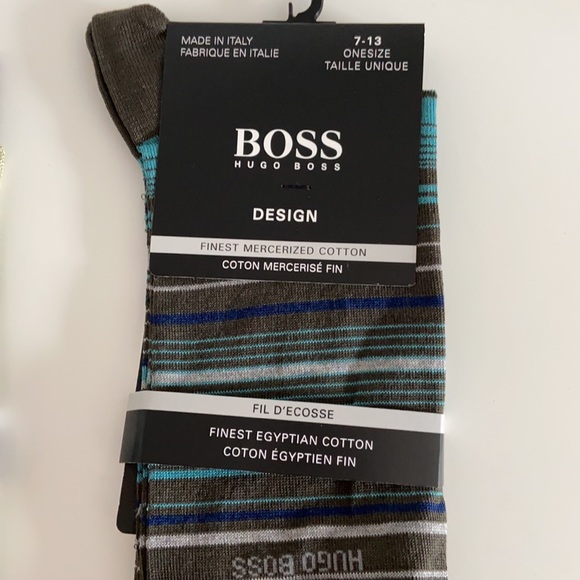 MADE IN ITALY
FABRIQUE EN ITALIE
7-13
ONESIZE
TAILLE UNIQUE
BOSS
HUGO BOSS
DESIGN
FINEST MERCERIZED COTTON
COTON MERCERISÉ FIN
FIL D'ECOSSE
FINEST EGYPTIAN COTTON
COTON ÉGYPTIEN FIN
HUGO BOSS